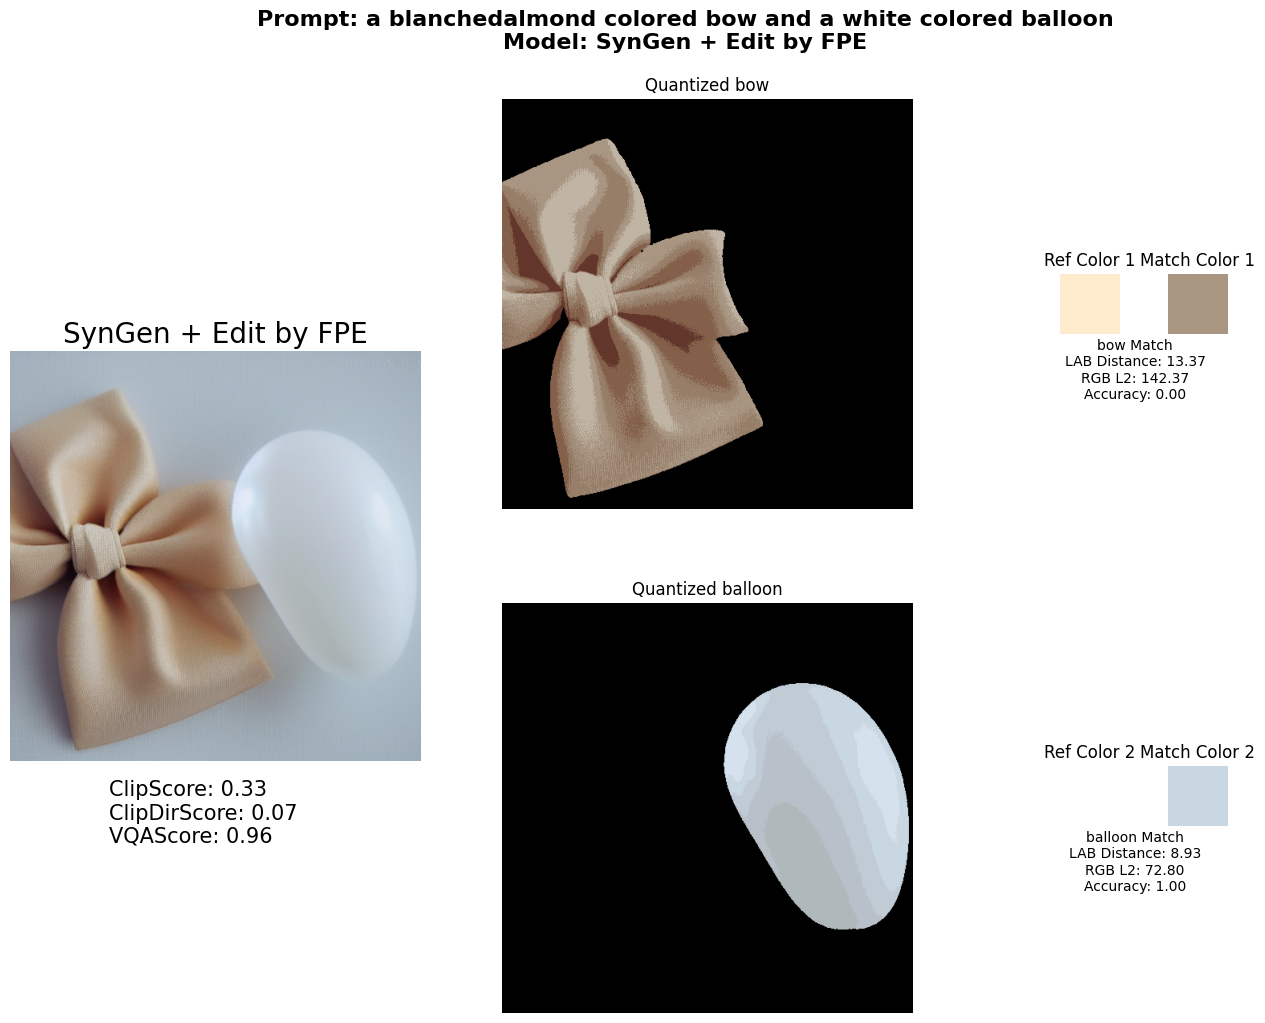 Prompt: a blanchedalmond colored bow and a white colored balloon
Model: SynGen + Edit by FPE
Quantized bow
Ref Color 1 Match Color 1
bow Match
LAB Distance: 13.37
RGB L2: 142.37
Accuracy: 0.00
SynGen + Edit by FPE
ClipScore: 0.33
ClipDirScore: 0.07
VQAScore: 0.96
Quantized balloon
Ref Color 2 Match Color 2
balloon Match
LAB Distance: 8.93
RGB L2: 72.80
Accuracy: 1.00